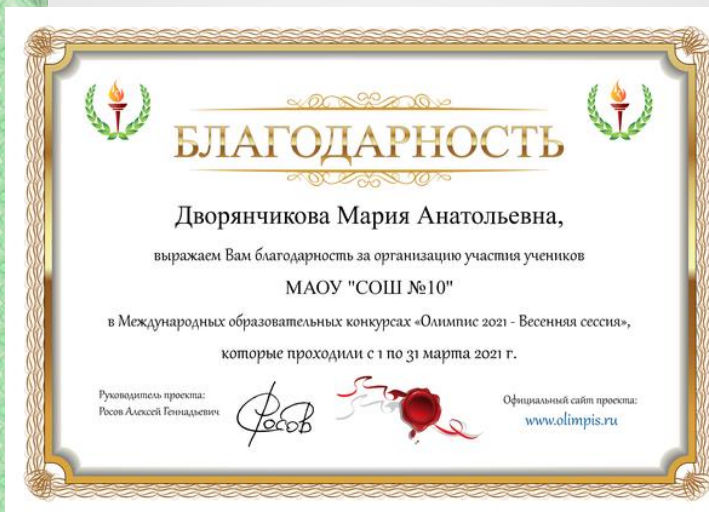 БЛАГОДАРНОСТЬ
Дворянчикова Мария Анатольевна,
выражаем Вам благодарность за организацию участия учеников
МАОУ "СОШ №10"
в Международных образовательных конкурсах «Олимпис 2021 - Весенняя сессия»,
которые проходили с 1 по 31 марта 2021 г.
Руководитель проекта:
Росов Алексей Геннадьевич
Росов
Официальный сайт проекта:
www.olimpis.ru